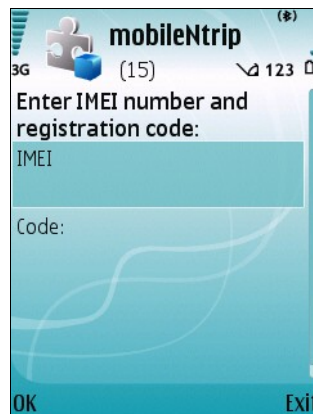 mobileNtrip
3G
(15)
123
Enter IMEI number and
registration code:
IMEI
Code:
OK
Exit